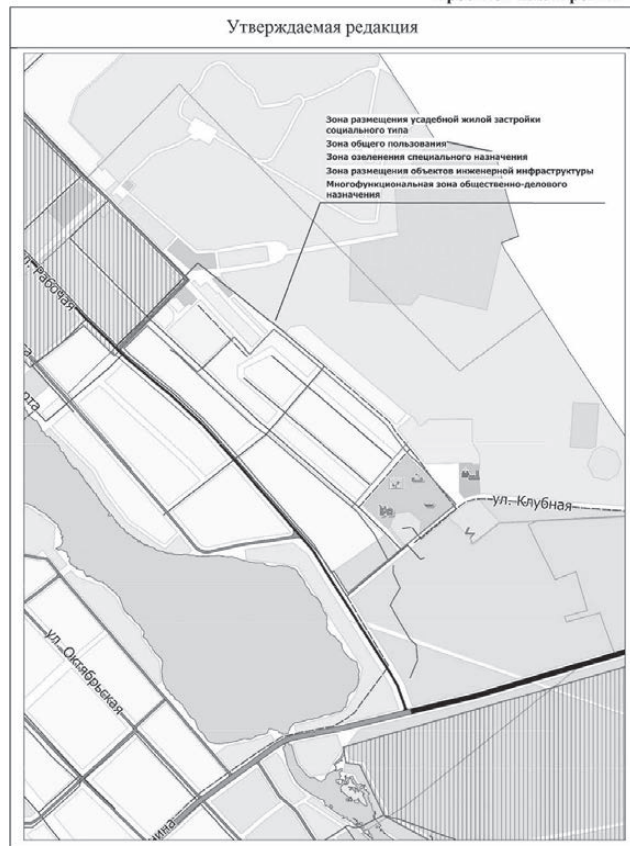 Утверждаемая редакция
Зона размещения усадебной жилой застройки
социального типа
Зона общего пользования
Зона озеленения специального назначения
Зона размещения объектов инженерной инфраструктуры
Многофункциональная зона общественно-делового
назначения
ул. Рабочая
ул. Клубная
ул. Октябрьская